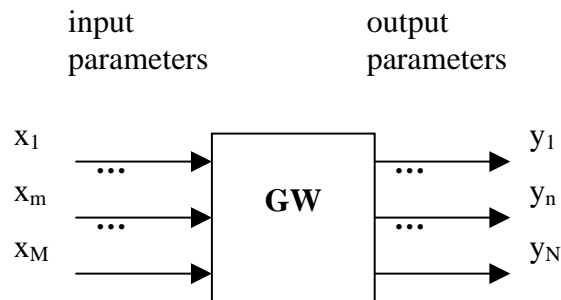 input parameters
output parameters
x1
...
y1
GW
xm
...
yn
xM
yN
...
...